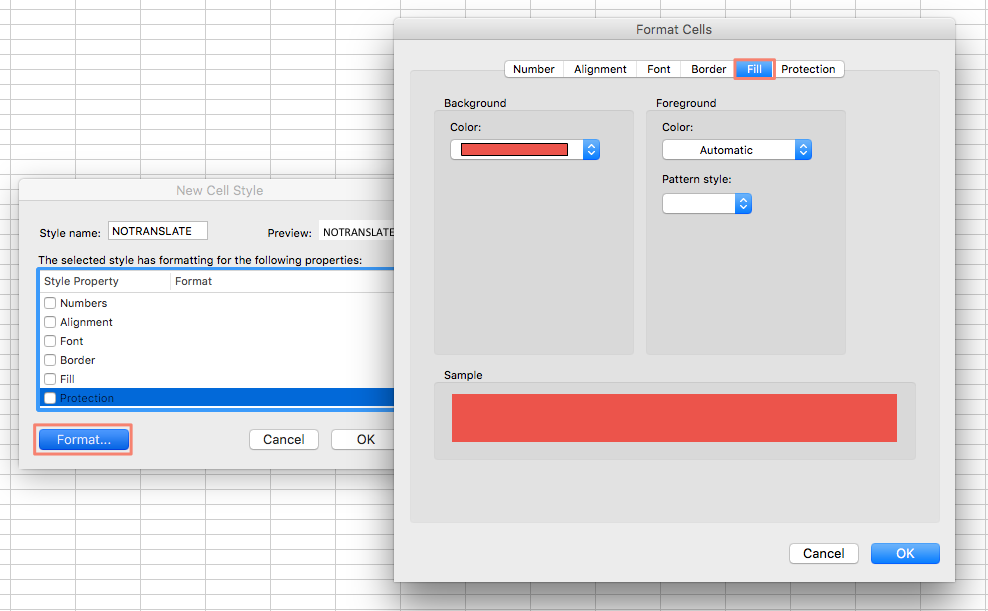 Format Cells
Number Alignment Font Border Fill Protection
Background
Color:
Foreground
Color:
Automatic
Pattern style:
Sample
Cancel OK
New Cell Style
Style name: NOTRANSLATE Preview: NOTRANSLATE
The selected style has formatting for the following properties:
Style Property Format
Numbers
Alignment
Font
Border
Fill
Protection
Format... Cancel OK